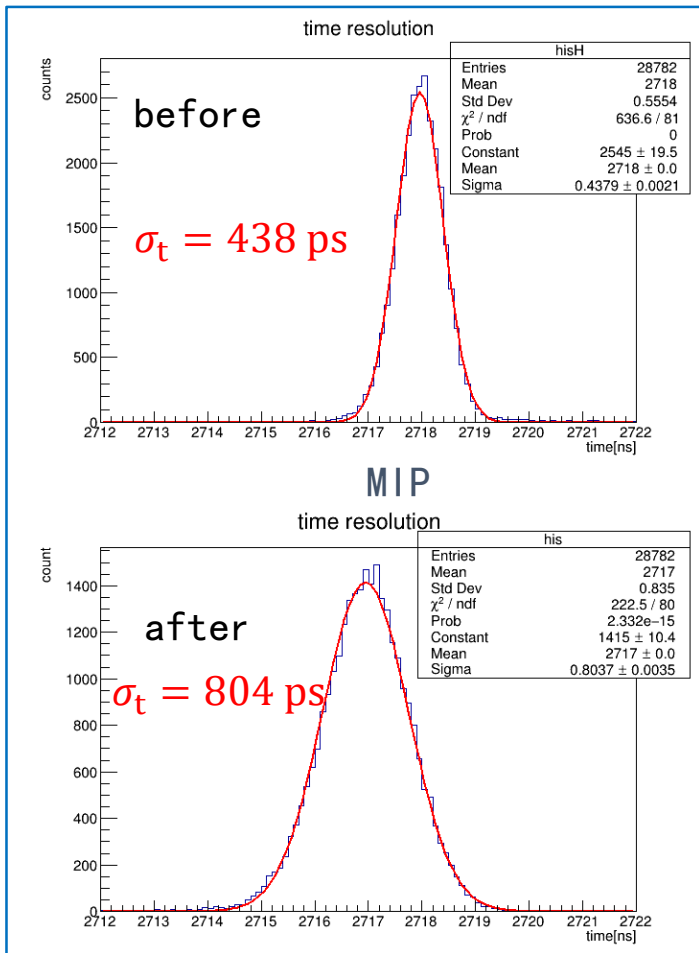 time resolution
hisH
Entries 28782
Mean 2718
Std Dev 0.5554
χ² / ndf 636.6 / 81
Prob 0
Constant 2545 ± 19.5
Mean 2718 ± 0.0
Sigma 0.4379 ± 0.0021
counts
before
σt = 438 ps
2500
2000
1500
1000
500
0
2712 2713 2714 2715 2716 2717 2718 2719 2720 2721 2722
time[ns]
MIP
time resolution
his
Entries 28782
Mean 2717
Std Dev 0.835
χ² / ndf 222.5 / 80
Prob 2.332e−15
Constant 1415 ± 10.4
Mean 2717 ± 0.0
Sigma 0.8037 ± 0.0035
count
after
σt = 804 ps
1400
1200
1000
800
600
400
200
0
2712 2713 2714 2715 2716 2717 2718 2719 2720 2721 2722
time[ns]